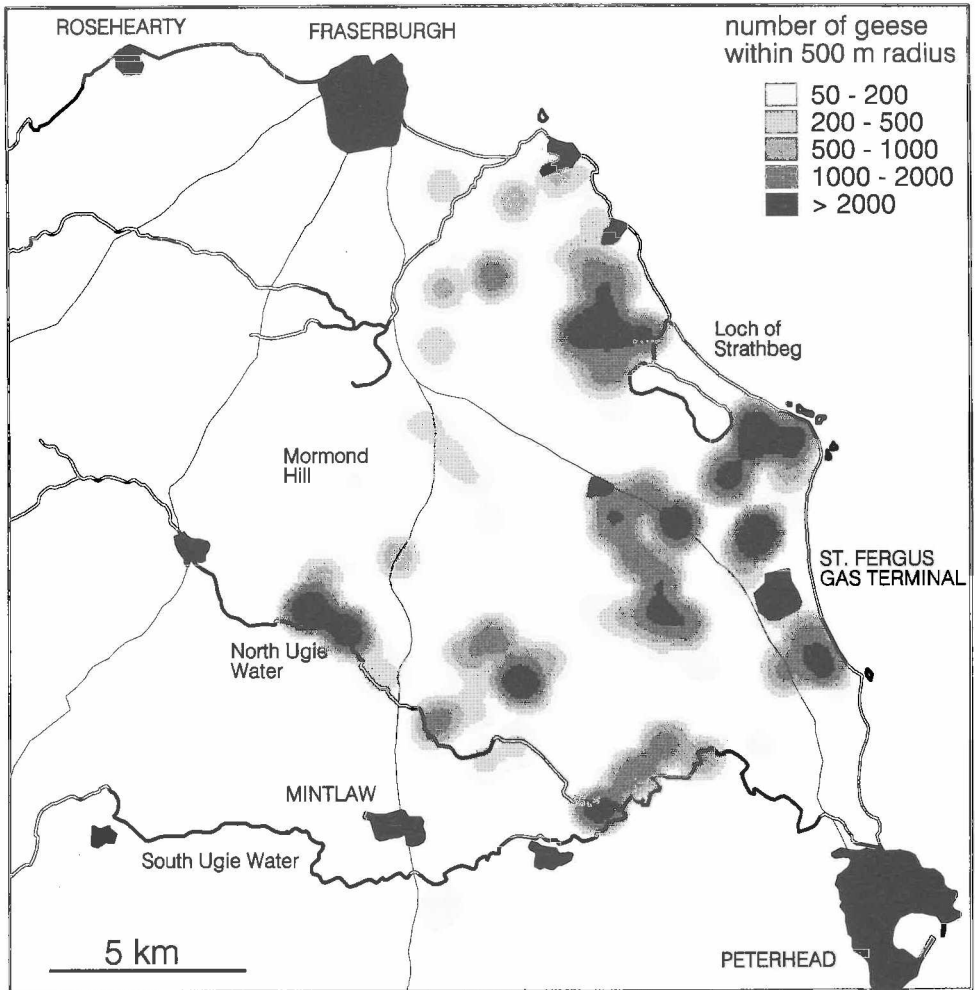 ROSEHEARTY
FRASERBURGH
number of geese
within 500 m radius
50 - 200
200 - 500
500 - 1000
1000 - 2000
> 2000
Loch of
Strathbeg
Mormond
Hill
ST. FERGUS
GAS TERMINAL
North Ugie
Water
MINTLAW
South Ugie Water
5 km
PETERHEAD